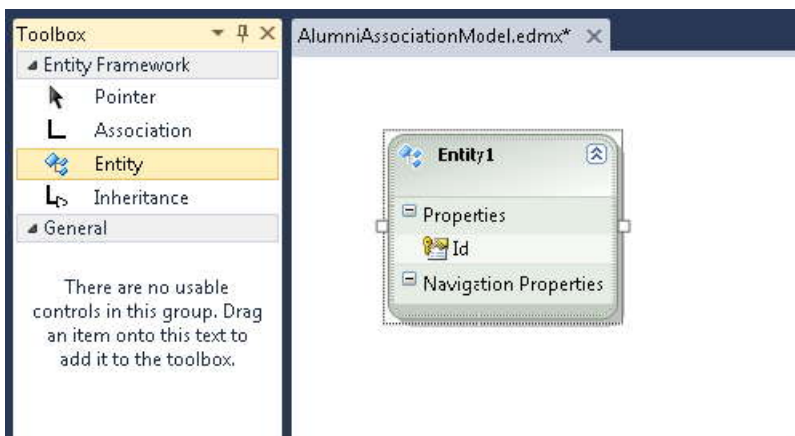 Toolbox
Entity Framework
Pointer
Association
Entity
Inheritance
General
There are no usable
controls in this group. Drag
an item onto this text to
add it to the toolbox.
AlumniAssociationModel.edmx*
Entity1
Properties
Id
Navigation Properties